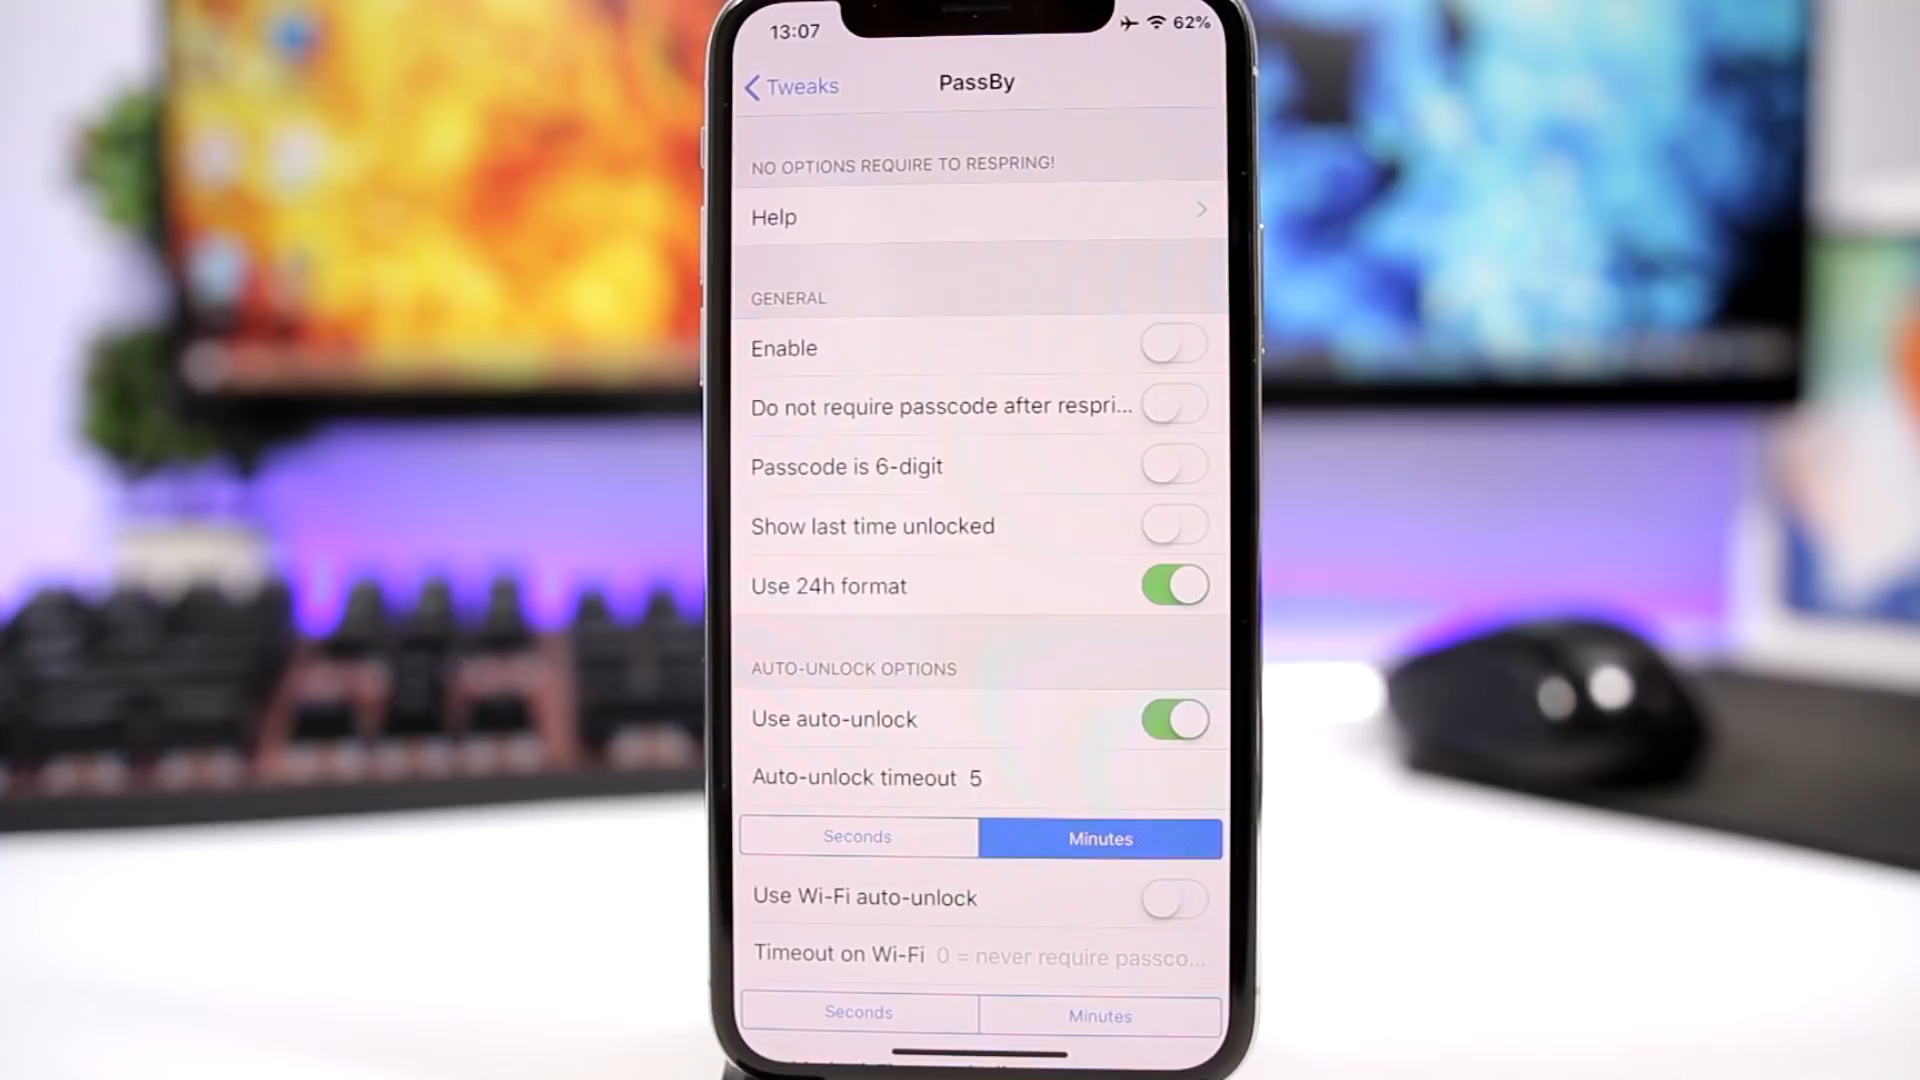 13:07
62%
Tweaks
PassBy
NO OPTIONS REQUIRE TO RESPRING!
Help
GENERAL
Enable
Do not require passcode after respri...
Passcode is 6-digit
Show last time unlocked
Use 24h format
AUTO-UNLOCK OPTIONS
Use auto-unlock
Auto-unlock timeout 5
Seconds Minutes
Use Wi-Fi auto-unlock
Timeout on Wi-Fi 0 = never require passco...
Seconds Minutes